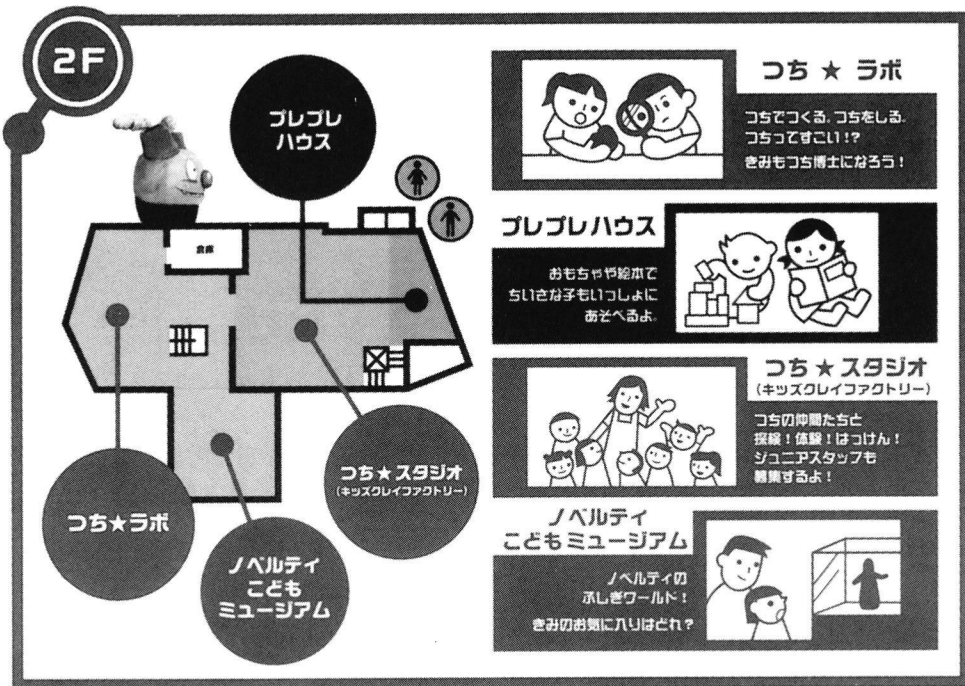 2F
プレプレ
ハウス
倉庫
つち★ラボ
ノベルティ
こども
ミュージアム
つち★スタジオ
(キッズクレイファクトリー)
つち ★ ラボ
つちでつくる。つちをしる。
つちってすごい!?
きみもつち博士になろう!
プレプレハウス
おもちゃや絵本で
ちいさな子もいっしょに
あそべるよ。
つち★スタジオ
(キッズクレイファクトリー)
つちの仲間たちと
探検!体験!はっけん!
ジュニアスタッフも
募集するよ!
ノベルティ
こどもミュージアム
ノベルティの
ふしぎワールド!
きみのお気に入りはどれ?